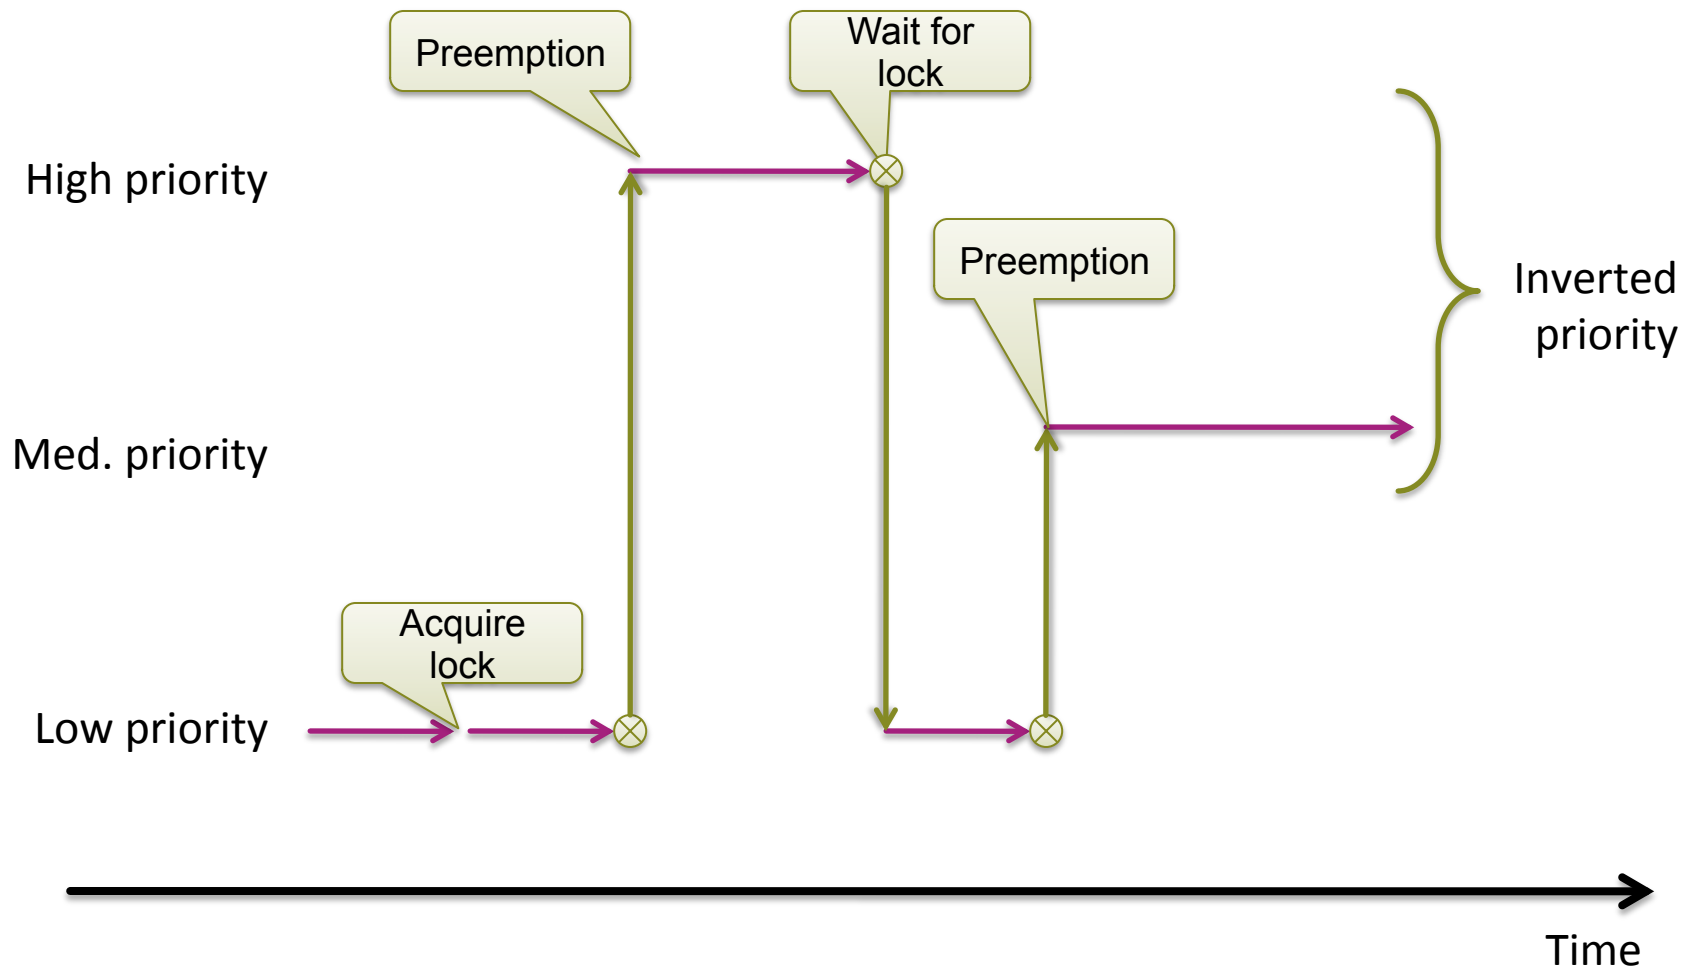 Preemption
Wait for
lock
High priority
Preemption
Inverted
priority
Med. priority
Acquire
lock
Low priority
Time